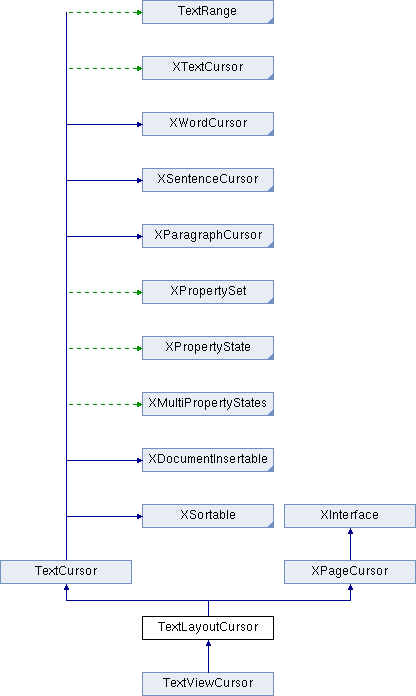 TextRange
XTextCursor
XWordCursor
XSentenceCursor
XParagraphCursor
XPropertySet
XPropertyState
XMultiPropertyStates
XDocumentInsertable
XSortable
XInterface
TextCursor
XPageCursor
TextLayoutCursor
TextViewCursor